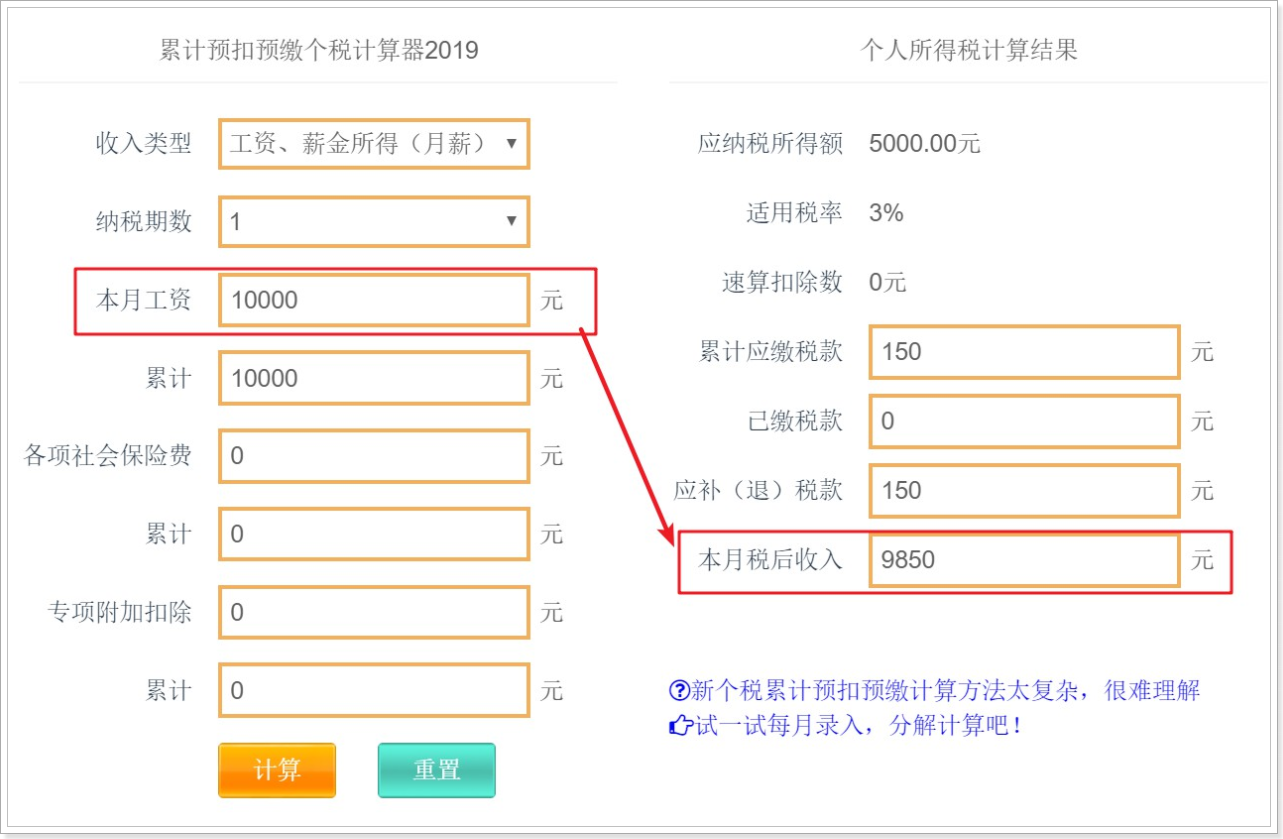 累计预扣预缴个税计算器2019
收入类型 工资、薪金所得（月薪）
纳税期数 1
本月工资 10000 元
累计 10000 元
各项社会保险费 0 元
累计 0 元
专项附加扣除 0 元
累计 0 元
计算 重置
个人所得税计算结果
应纳税所得额 5000.00元
适用税率 3%
速算扣除数 0元
累计应缴税款 150 元
已缴税款 0 元
应补（退）税款 150 元
本月税后收入 9850 元
新个税累计预扣预缴计算方法太复杂，很难理解
试一试每月录入，分解计算吧！